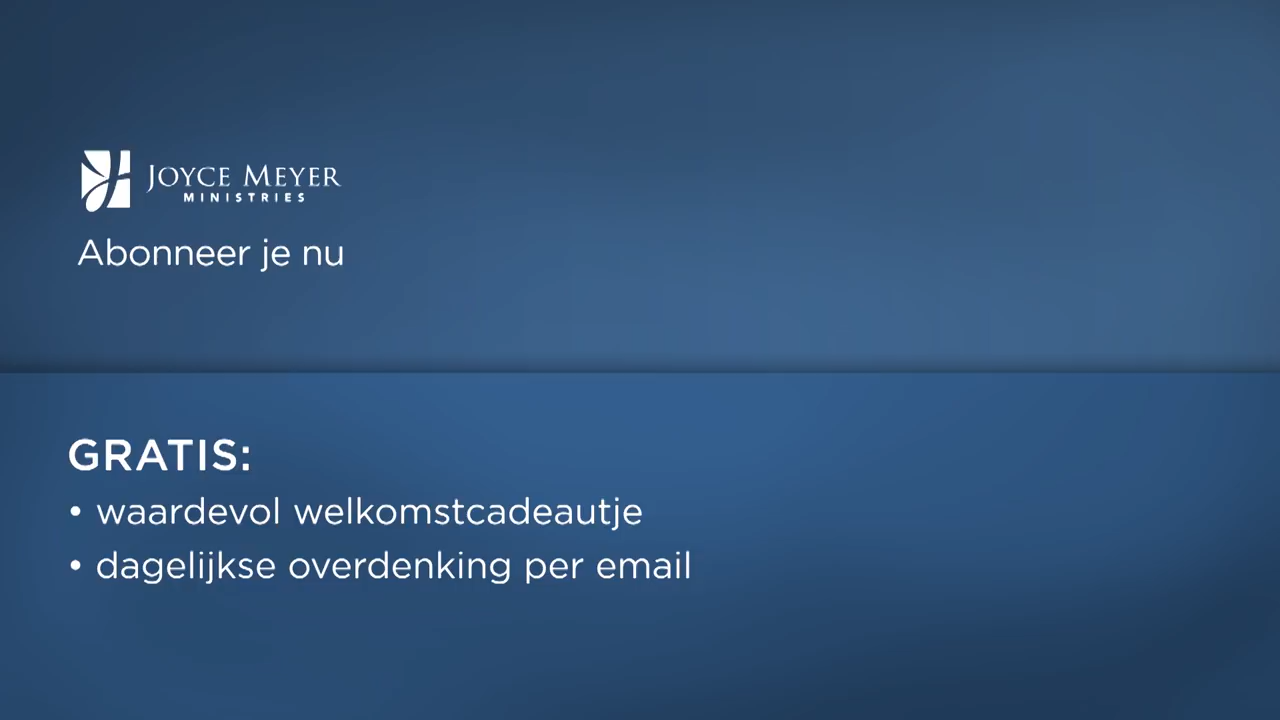 JOYCE MEYER
MINISTRIES
Abonneer je nu
GRATIS:
• waardevol welkomstcadeautje
• dagelijkse overdenking per email